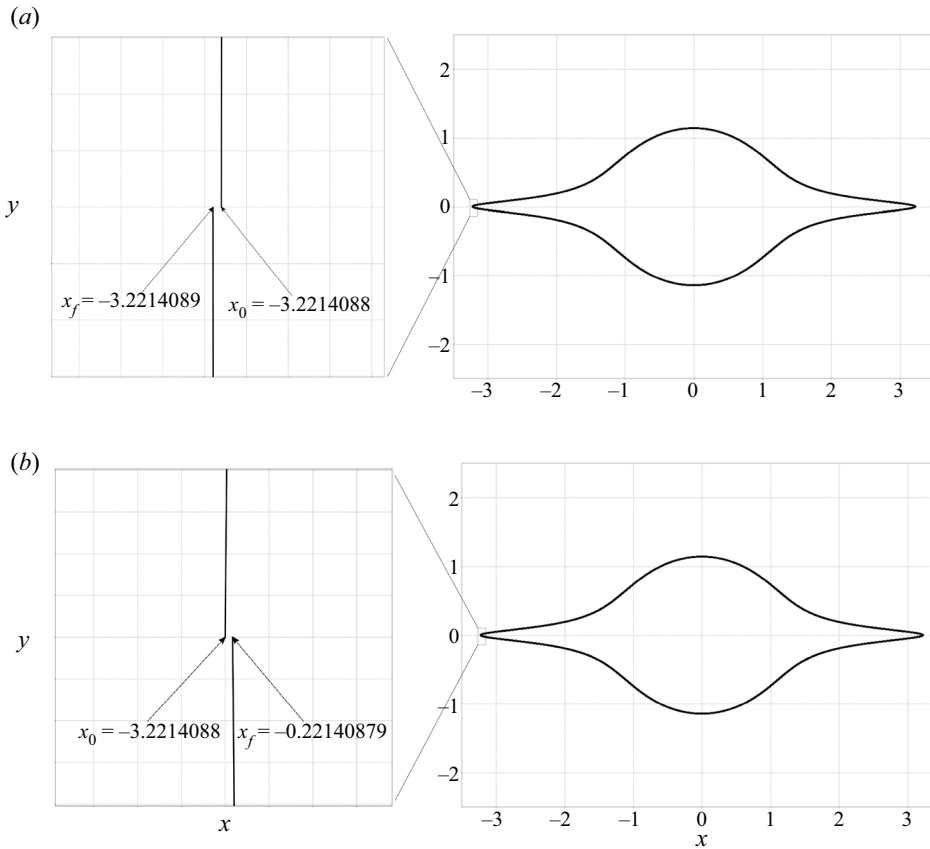 (a)
y
x_f = –3.2214089
x_0 = –3.2214088
2
1
0
–1
–2
–3 –2 –1 0 1 2 3
(b)
y
x_0 = –3.2214088
x_f = –0.22140879
x
2
1
0
–1
–2
–3 –2 –1 0 1 2 3
x